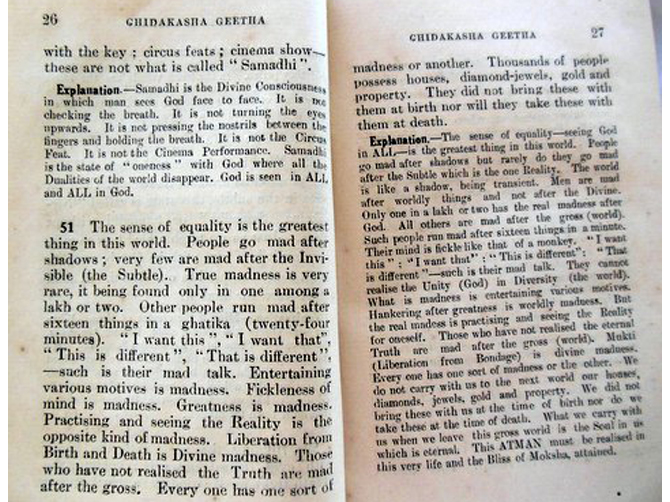 26
CHIDAKASHA GEETHA
with the key ; circus feats ; cinema show—
these are not what is called “ Samadhi ”.
Explanation.—Samadhi is the Divine Consciousness
in which man sees God face to face. It is not
checking the breath. It is not turning the eyes
upwards. It is not pressing the nostrils between the
fingers and holding the breath. It is not the Circus
Feat. It is not the Cinema Performance. Samadhi
is the state of “ oneness ” with God where all the
Dualities of the world disappear. God is seen in ALL
and ALL in God.
51 The sense of equality is the greatest
thing in this world. People go mad after
shadows ; very few are mad after the Invi-
sible (the Subtle). True madness is very
rare, it being found only in one among a
lakh or two. Other people run mad after
sixteen things in a ghatika (twenty-four
minutes). “ I want this ”, “ I want that”,
“ This is different ”, “ That is different”,
—such is their mad talk. Entertaining
various motives is madness. Fickleness of
mind is madness. Greatness is madness.
Practising and seeing the Reality is the
opposite kind of madness. Liberation from
Birth and Death is Divine madness. Those
who have not realised the Truth are mad
after the gross. Every one has one sort of
CHIDAKASHA GEETHA
27
madness or another. Thousands of people
possess houses, diamond-jewels, gold and
property. They did not bring these with
them at birth nor will they take these with
them at death.
Explanation.—The sense of equality—seeing God
in ALL—is the greatest thing in this world. People
go mad after shadows but rarely do they go mad
after the Subtle which is the one Reality. The world
is like a shadow, being transient. Men are mad
after worldly things and not after the Divine.
Only one in a lakh or two has the real madness after
God. All others are mad after the gross (world).
Such people run mad after sixteen things in a minute.
Their mind is fickle like that of a monkey. “ I want
this ” ; “I want that” : “ This is different” ; “ That
is different ”—such is their mad talk. They cannot
realise the Unity (God) in Diversity (the world).
What is madness is entertaining various motives.
Hankering after greatness is worldly madness. But
the real madness is practising and seeing the Reality
for oneself. Those who have not realised the eternal
Truth are mad after the gross (world). Mukti
(Liberation from Bondage) is divine madness.
Every one has one sort of madness or the other. We
do not carry with us to the next world our houses,
diamonds, jewels, gold and property. We did not
bring these with us at the time of birth nor do we
take these at the time of death. What we carry with
us when we leave this gross world is the Soul in us
which is eternal. This ATMAN must be realised in
this very life and the Bliss of Moksha, attained.